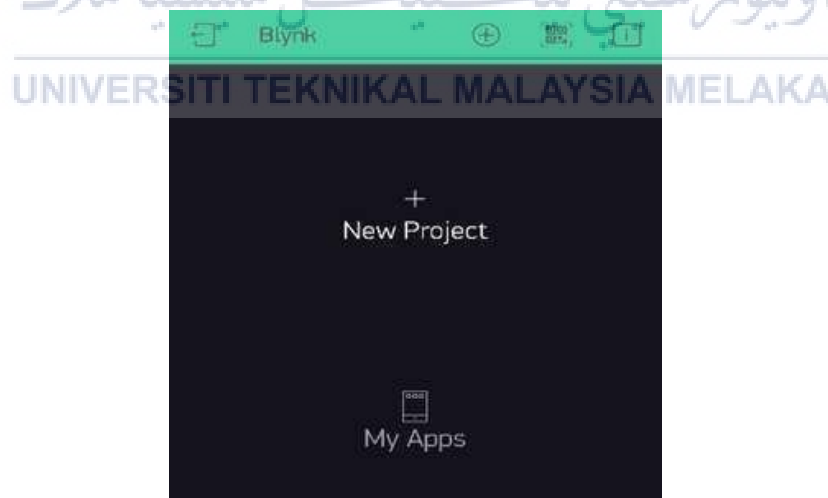 Blynk
UNIVERSITI TEKNIKAL MALAYSIA MELAKA
+
New Project
My Apps